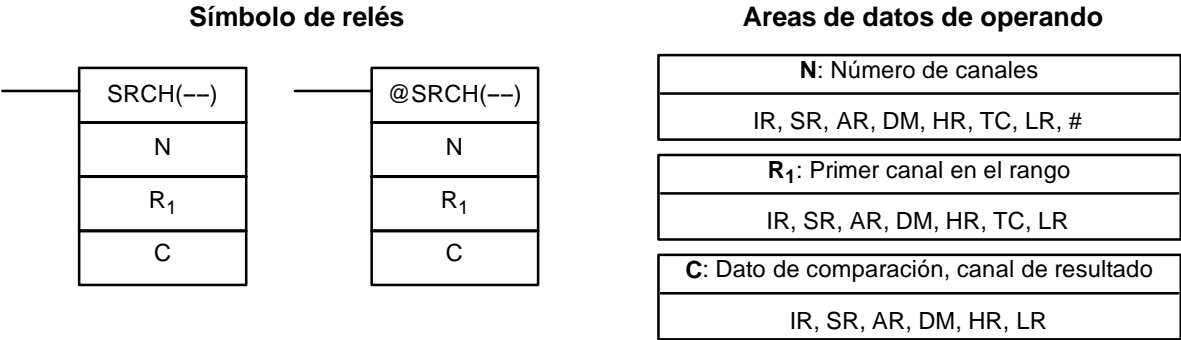 Símbolo de relés
SRCH(––)
N
R1
C
@SRCH(––)
N
R1
C
Areas de datos de operando
N: Número de canales
IR, SR, AR, DM, HR, TC, LR, #
R1: Primer canal en el rango
IR, SR, AR, DM, HR, TC, LR
C: Dato de comparación, canal de resultado
IR, SR, AR, DM, HR, LR